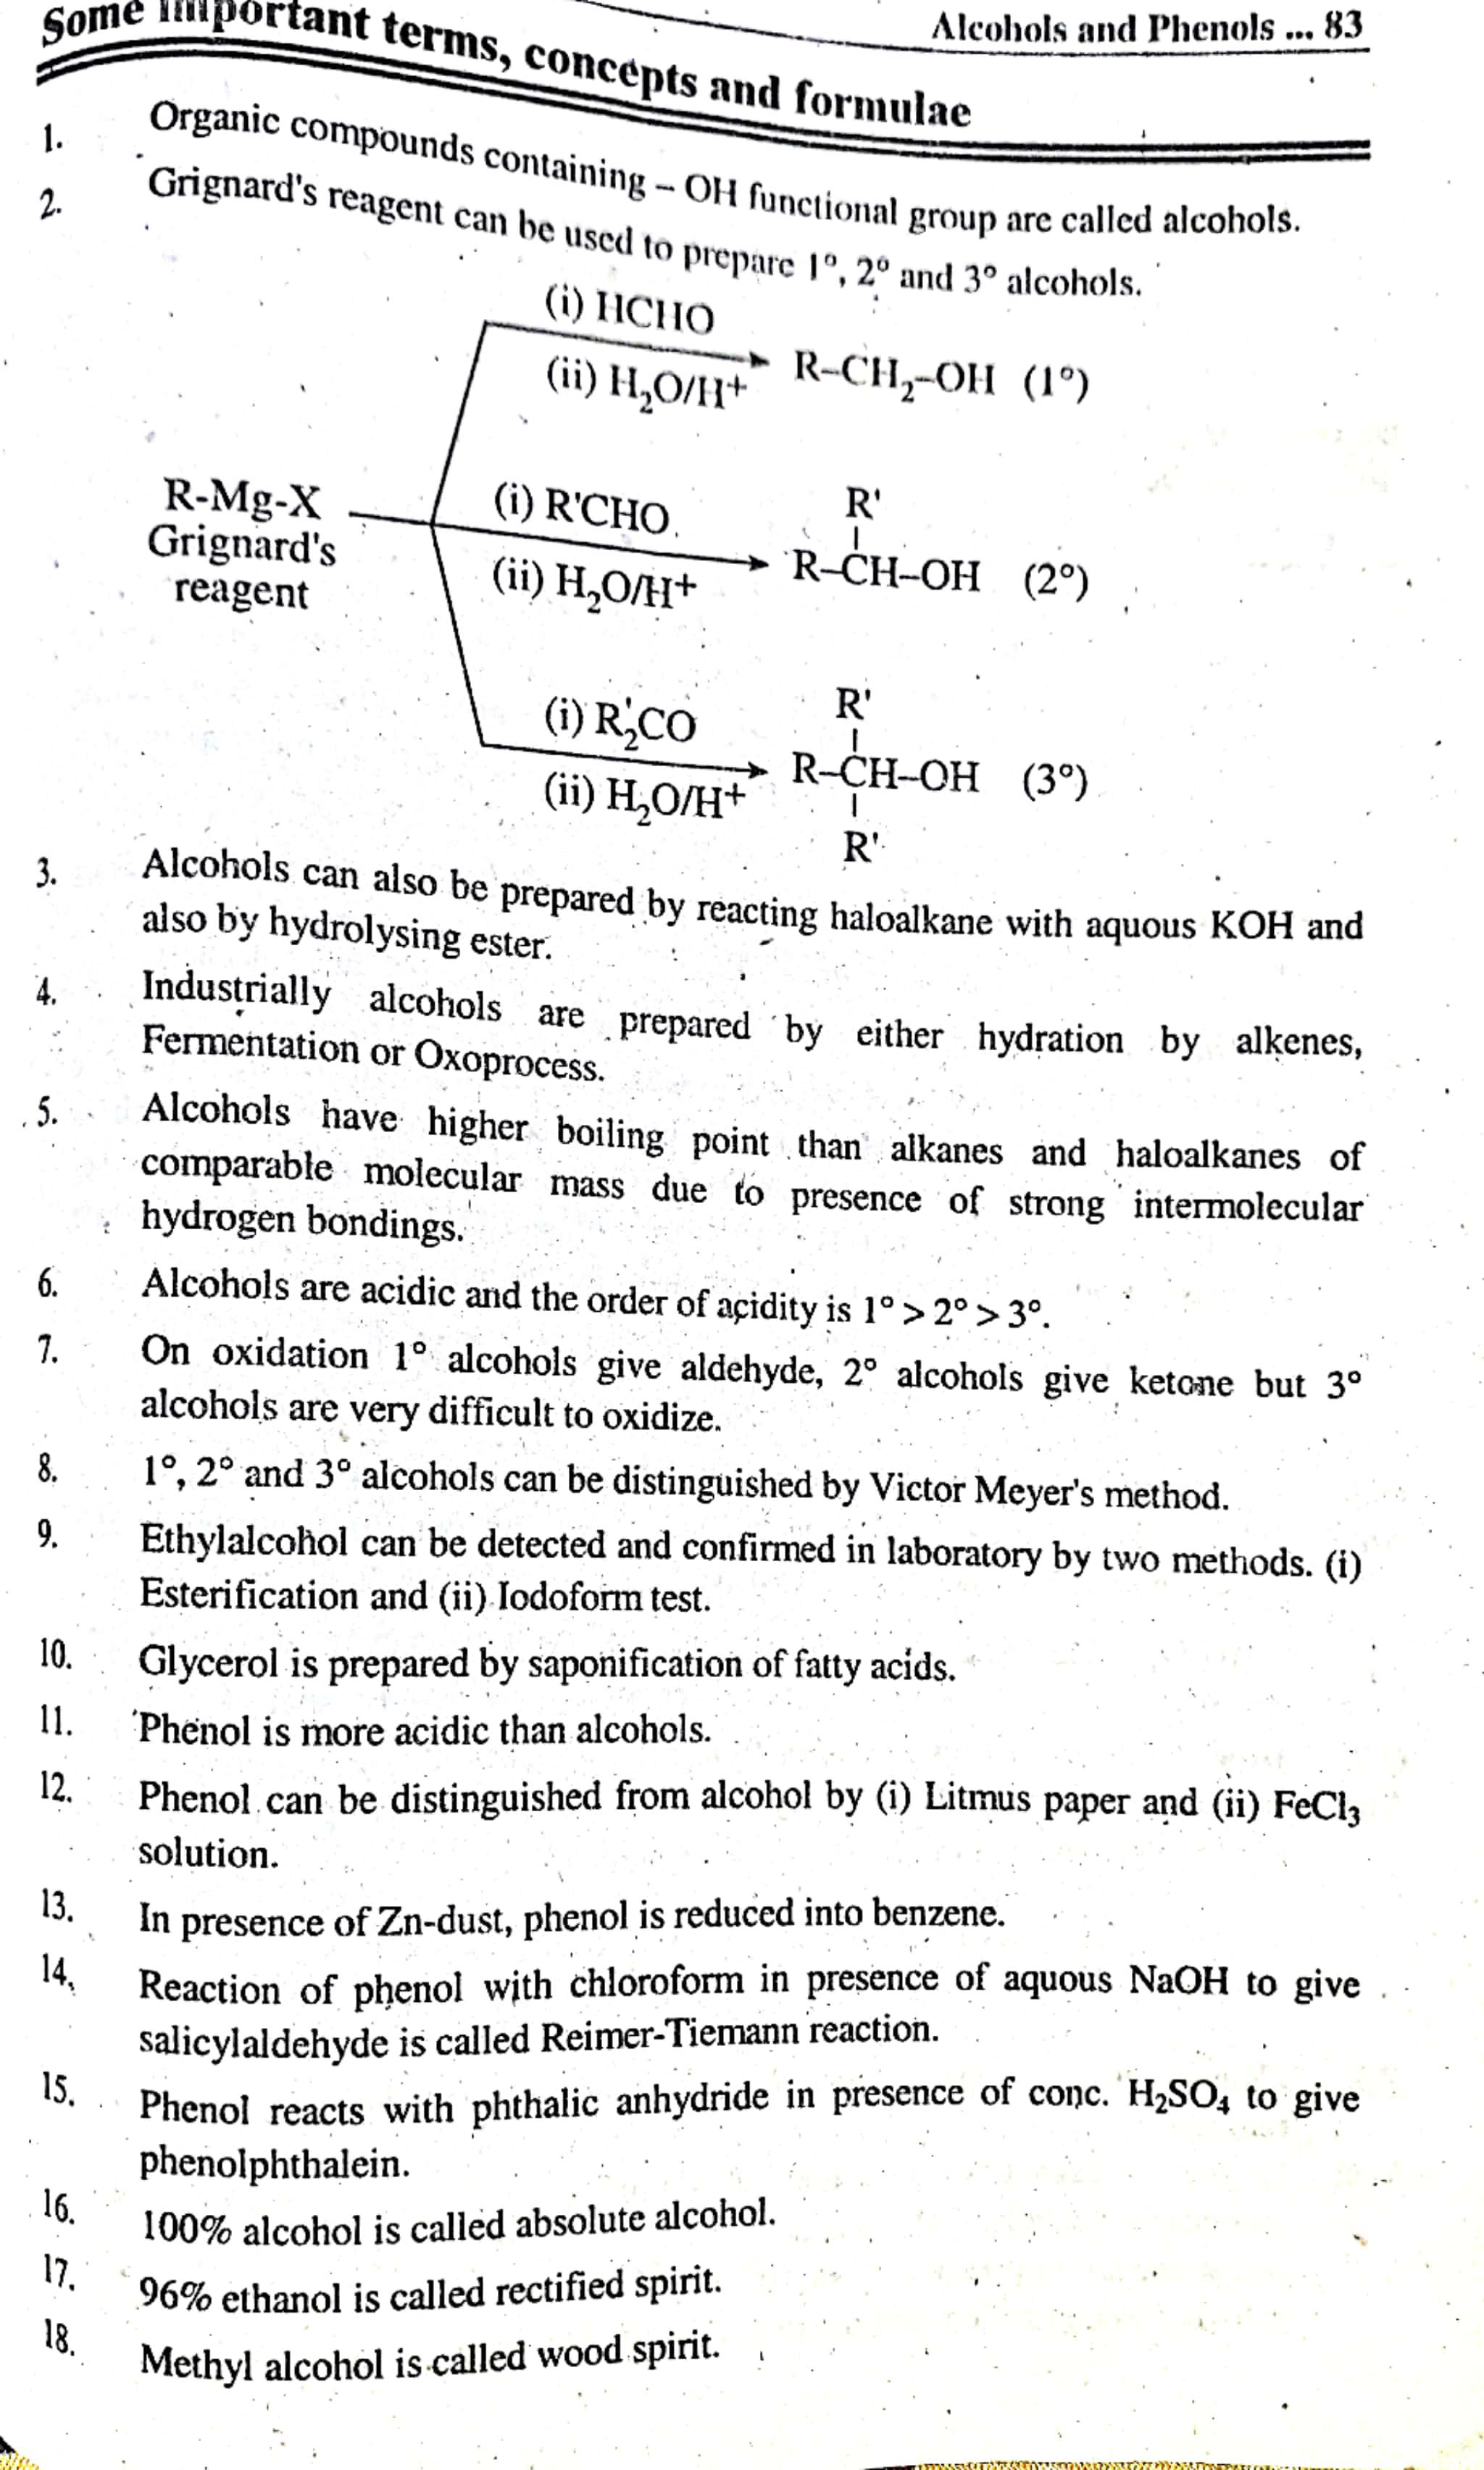 Alcohols and Phenols ... 83
Some important terms, concepts and formulae
1. Organic compounds containing – OH functional group are called alcohols.
2. Grignard's reagent can be used to prepare 1°, 2° and 3° alcohols.
(i) HCHO
(ii) H₂O/H⁺
R–CH₂–OH (1°)
R-Mg-X
Grignard's
reagent
(i) R'CHO
(ii) H₂O/H⁺
R'
R–CH–OH (2°)
(i) R'₂CO
(ii) H₂O/H⁺
R'
R–CH–OH (3°)
R'
3. Alcohols can also be prepared by reacting haloalkane with aquous KOH and
also by hydrolysing ester.
4. Industrially alcohols are prepared by either hydration by alkenes,
Fermentation or Oxoprocess.
5. Alcohols have higher boiling point than alkanes and haloalkanes of
comparable molecular mass due to presence of strong intermolecular
hydrogen bondings.
6. Alcohols are acidic and the order of acidity is 1° > 2° > 3°.
7. On oxidation 1° alcohols give aldehyde, 2° alcohols give ketone but 3°
alcohols are very difficult to oxidize.
8. 1°, 2° and 3° alcohols can be distinguished by Victor Meyer's method.
9. Ethylalcohol can be detected and confirmed in laboratory by two methods. (i)
Esterification and (ii) Iodoform test.
10. Glycerol is prepared by saponification of fatty acids.
11. Phenol is more acidic than alcohols.
12. Phenol can be distinguished from alcohol by (i) Litmus paper and (ii) FeCl₃
solution.
13. In presence of Zn-dust, phenol is reduced into benzene.
14. Reaction of phenol with chloroform in presence of aquous NaOH to give
salicylaldehyde is called Reimer-Tiemann reaction.
15. Phenol reacts with phthalic anhydride in presence of conc. H₂SO₄ to give
phenolphthalein.
16. 100% alcohol is called absolute alcohol.
17. 96% ethanol is called rectified spirit.
18. Methyl alcohol is called wood spirit.